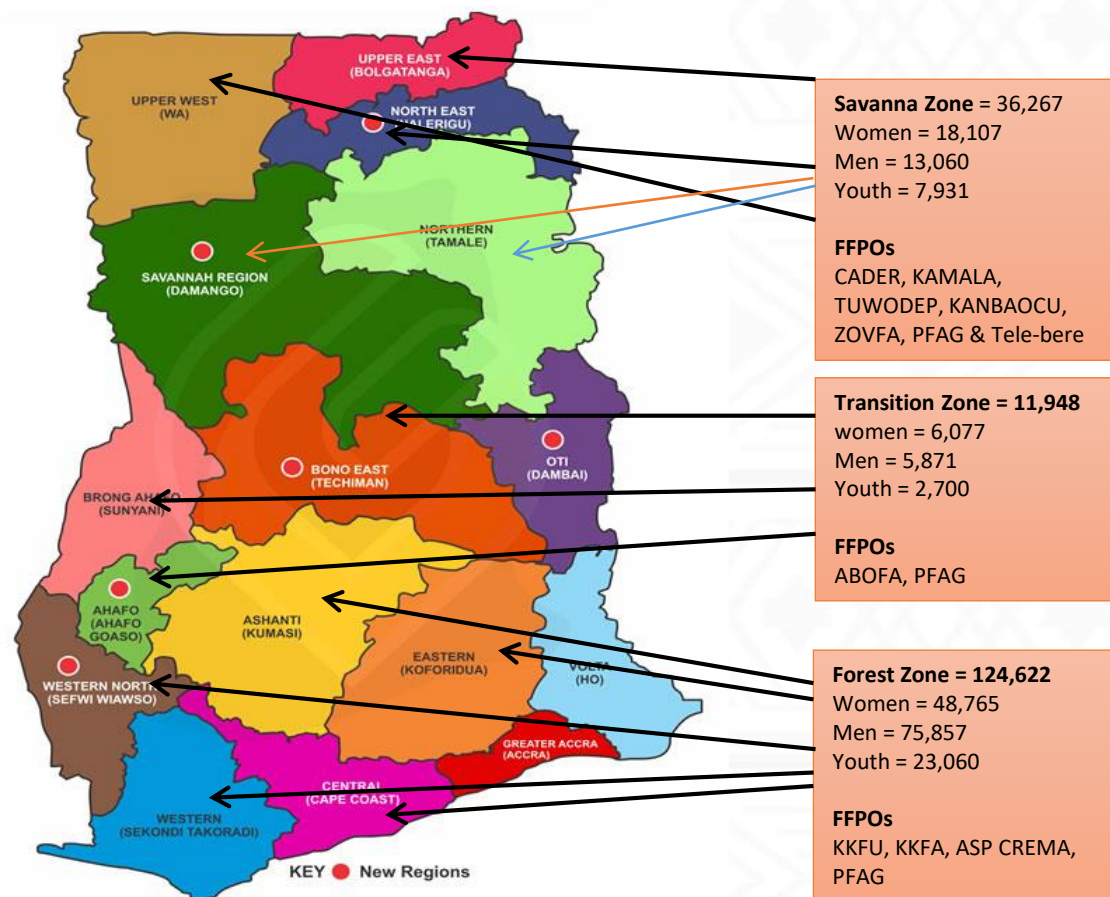 UPPER EAST
(BOLGATANGA)
UPPER WEST
(WA)
NORTH EAST
(NALERIGU)
NORTHERN
(TAMALE)
SAVANNAH REGION
(DAMANGO)
BONO EAST
(TECHIMAN)
OTI
(DAMBAI)
BRONG AHAFO
(SUNYANI)
AHAFO
(AHAFO
GOASO)
ASHANTI
(KUMASI)
EASTERN
(KOFORIDUA)
VOLTA
(HO)
WESTERN NORTH
(SEFWI WIAWSO)
GREATER ACCRA
(ACCRA)
CENTRAL
(CAPE COAST)
WESTERN
(SEKONDI TAKORADI)
KEY New Regions
Savanna Zone = 36,267
Women = 18,107
Men = 13,060
Youth = 7,931
FFPOs
CADER, KAMALA,
TUWODEP, KANBAOCU,
ZOVFA, PFAG & Tele-bere
Transition Zone = 11,948
women = 6,077
Men = 5,871
Youth = 2,700
FFPOs
ABOFA, PFAG
Forest Zone = 124,622
Women = 48,765
Men = 75,857
Youth = 23,060
FFPOs
KKFU, KKFA, ASP CREMA,
PFAG